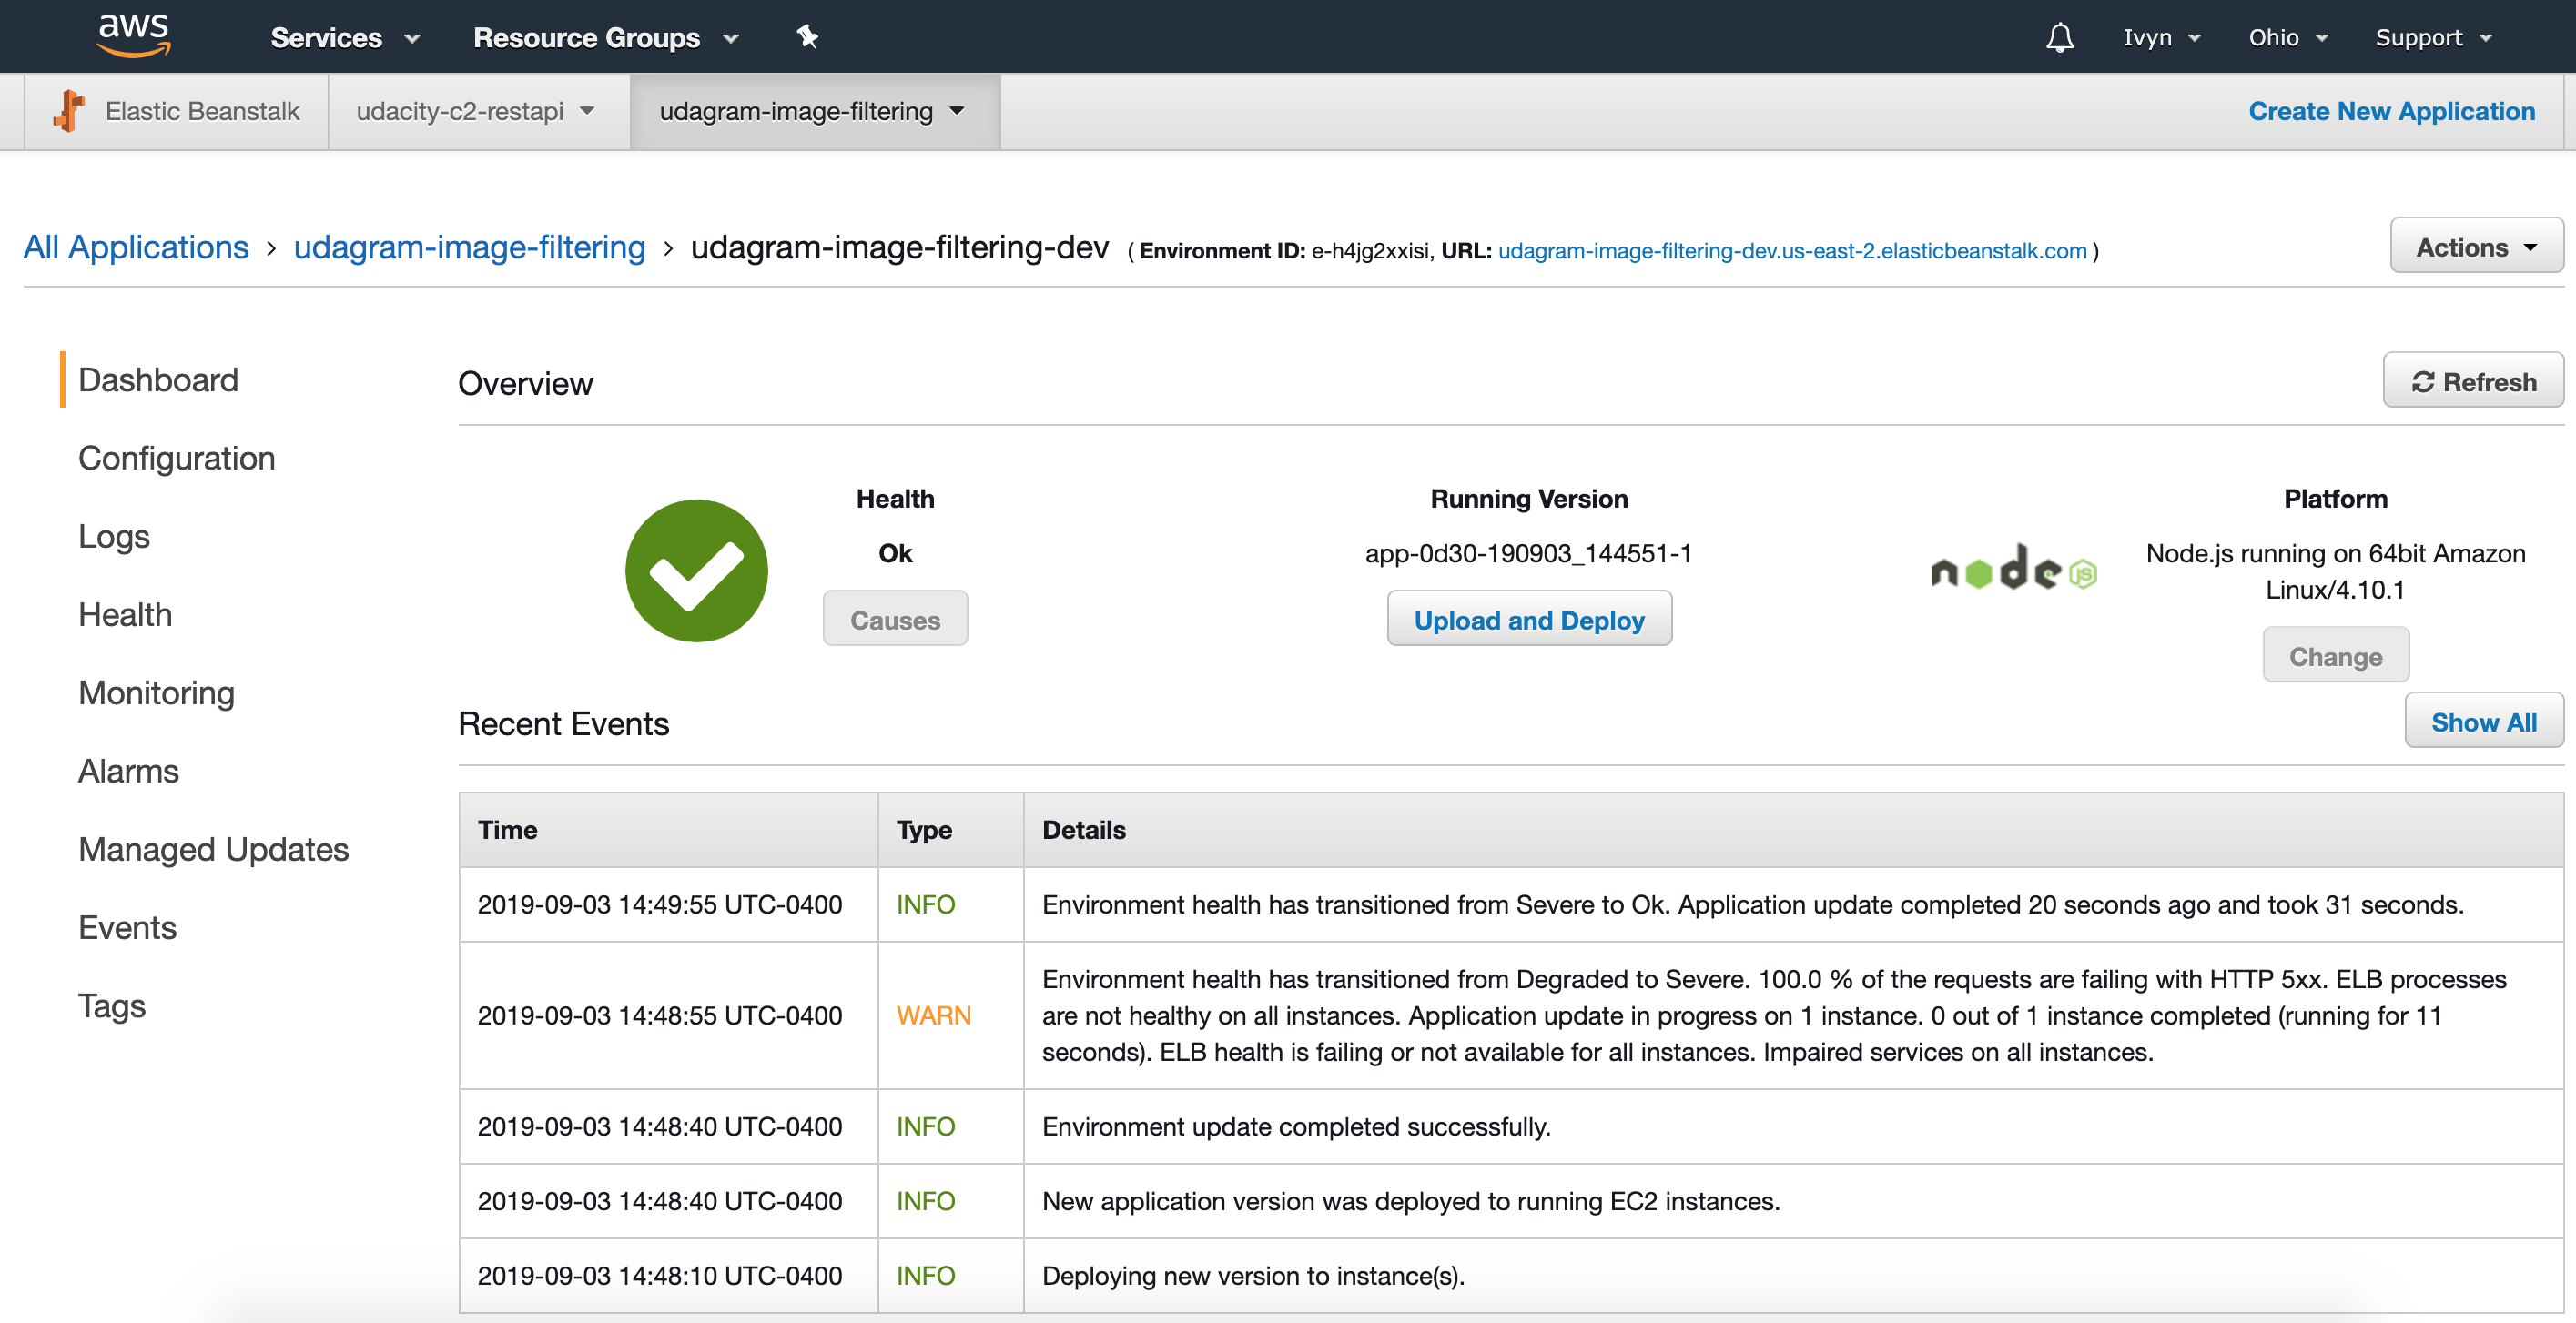 aws Services Resource Groups Ivyn Ohio Support
Elastic Beanstalk udacity-c2-restapi udagram-image-filtering Create New Application
All Applications › udagram-image-filtering › udagram-image-filtering-dev ( Environment ID: e-h4jg2xxisi, URL: udagram-image-filtering-dev.us-east-2.elasticbeanstalk.com ) Actions
Dashboard
Configuration
Logs
Health
Monitoring
Alarms
Managed Updates
Events
Tags
Overview Refresh
Health
Ok
Causes
Running Version
app-0d30-190903_144551-1
Upload and Deploy
node js
Platform
Node.js running on 64bit Amazon
Linux/4.10.1
Change
Recent Events Show All
Time Type Details
2019-09-03 14:49:55 UTC-0400 INFO Environment health has transitioned from Severe to Ok. Application update completed 20 seconds ago and took 31 seconds.
2019-09-03 14:48:55 UTC-0400 WARN Environment health has transitioned from Degraded to Severe. 100.0 % of the requests are failing with HTTP 5xx. ELB processes
are not healthy on all instances. Application update in progress on 1 instance. 0 out of 1 instance completed (running for 11
seconds). ELB health is failing or not available for all instances. Impaired services on all instances.
2019-09-03 14:48:40 UTC-0400 INFO Environment update completed successfully.
2019-09-03 14:48:40 UTC-0400 INFO New application version was deployed to running EC2 instances.
2019-09-03 14:48:10 UTC-0400 INFO Deploying new version to instance(s).